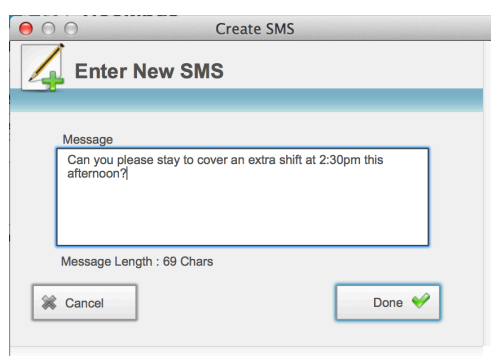 Create SMS
Enter New SMS
Message
Can you please stay to cover an extra shift at 2:30pm this
afternoon?
Message Length : 69 Chars
Cancel
Done